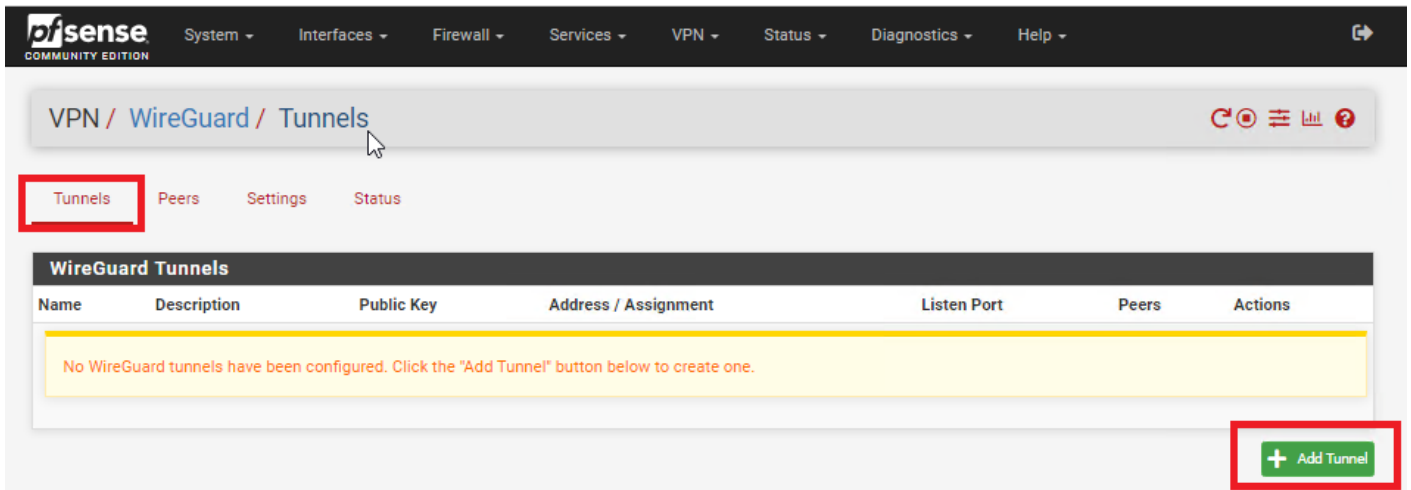 pfsense
COMMUNITY EDITION
System Interfaces Firewall Services VPN Status Diagnostics Help
VPN / WireGuard / Tunnels
Tunnels Peers Settings Status
WireGuard Tunnels
Name Description Public Key Address / Assignment Listen Port Peers Actions
No WireGuard tunnels have been configured. Click the "Add Tunnel" button below to create one.
+ Add Tunnel